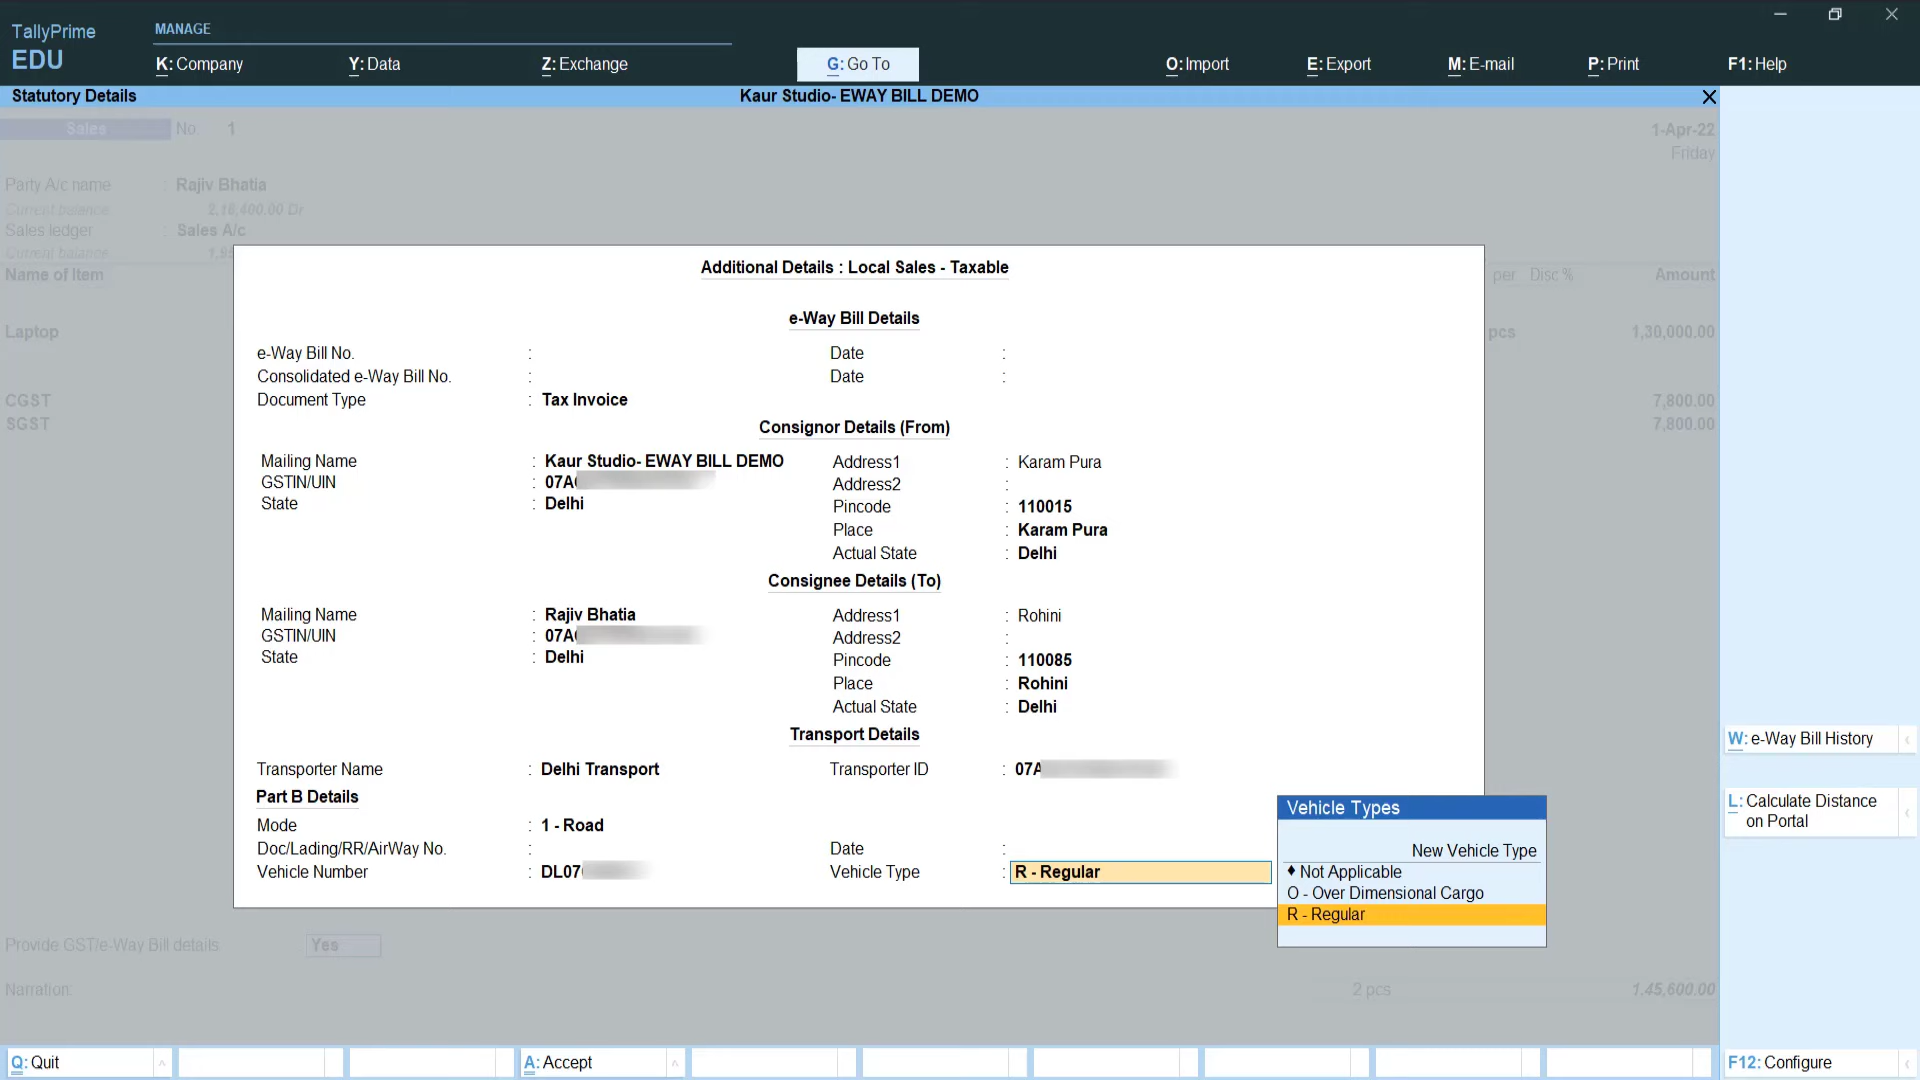 TallyPrime
EDU
MANAGE
K: Company Y: Data Z: Exchange G: Go To O: Import E: Export M: E-mail P: Print F1: Help
Statutory Details Kaur Studio- EWAY BILL DEMO
Sales No. 1 1-Apr-22
Friday
Party A/c name : Rajiv Bhatia
Current balance 2,16,400.00 Dr
Sales ledger : Sales A/c
Current balance
Name of Item per Disc % Amount
Laptop pcs 1,30,000.00
CGST 7,800.00
SGST 7,800.00
Additional Details : Local Sales - Taxable
e-Way Bill Details
e-Way Bill No. : Date :
Consolidated e-Way Bill No. : Date :
Document Type : Tax Invoice
Consignor Details (From)
Mailing Name : Kaur Studio- EWAY BILL DEMO Address1 : Karam Pura
GSTIN/UIN : 07A Address2 :
State : Delhi Pincode : 110015
Place : Karam Pura
Actual State : Delhi
Consignee Details (To)
Mailing Name : Rajiv Bhatia Address1 : Rohini
GSTIN/UIN : 07A Address2 :
State : Delhi Pincode : 110085
Place : Rohini
Actual State : Delhi
Transport Details
Transporter Name : Delhi Transport Transporter ID : 07A
Part B Details
Mode : 1 - Road
Doc/Lading/RR/AirWay No. : Date :
Vehicle Number : DL07 Vehicle Type : R - Regular
Vehicle Types
New Vehicle Type
♦ Not Applicable
O - Over Dimensional Cargo
R - Regular
W: e-Way Bill History
L: Calculate Distance
on Portal
Provide GST/e-Way Bill details Yes
Narration: 2 pcs 1,45,600.00
Q: Quit A: Accept F12: Configure